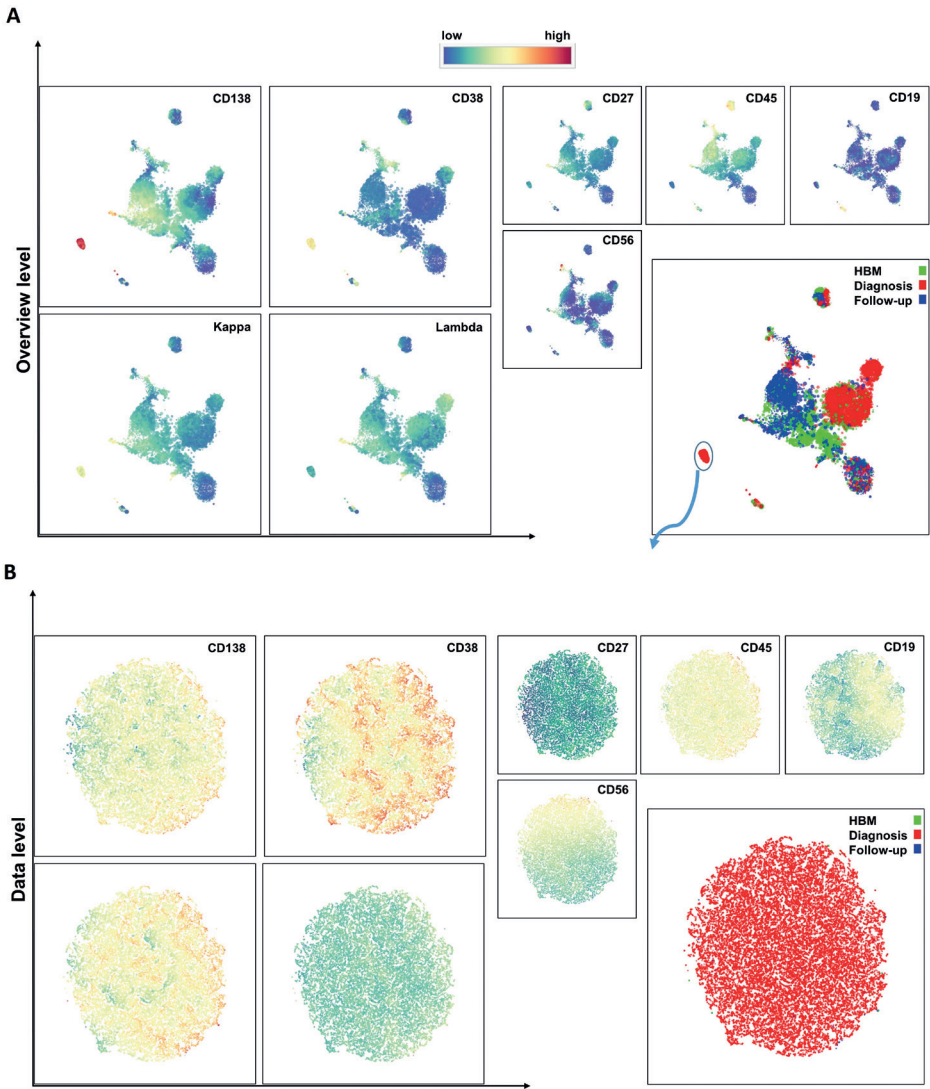 A
low high
CD138
CD38
CD27
CD45
CD19
CD56
HBM
Diagnosis
Follow-up
Kappa
Lambda
Overview level
B
CD138
CD38
CD27
CD45
CD19
CD56
HBM
Diagnosis
Follow-up
Data level